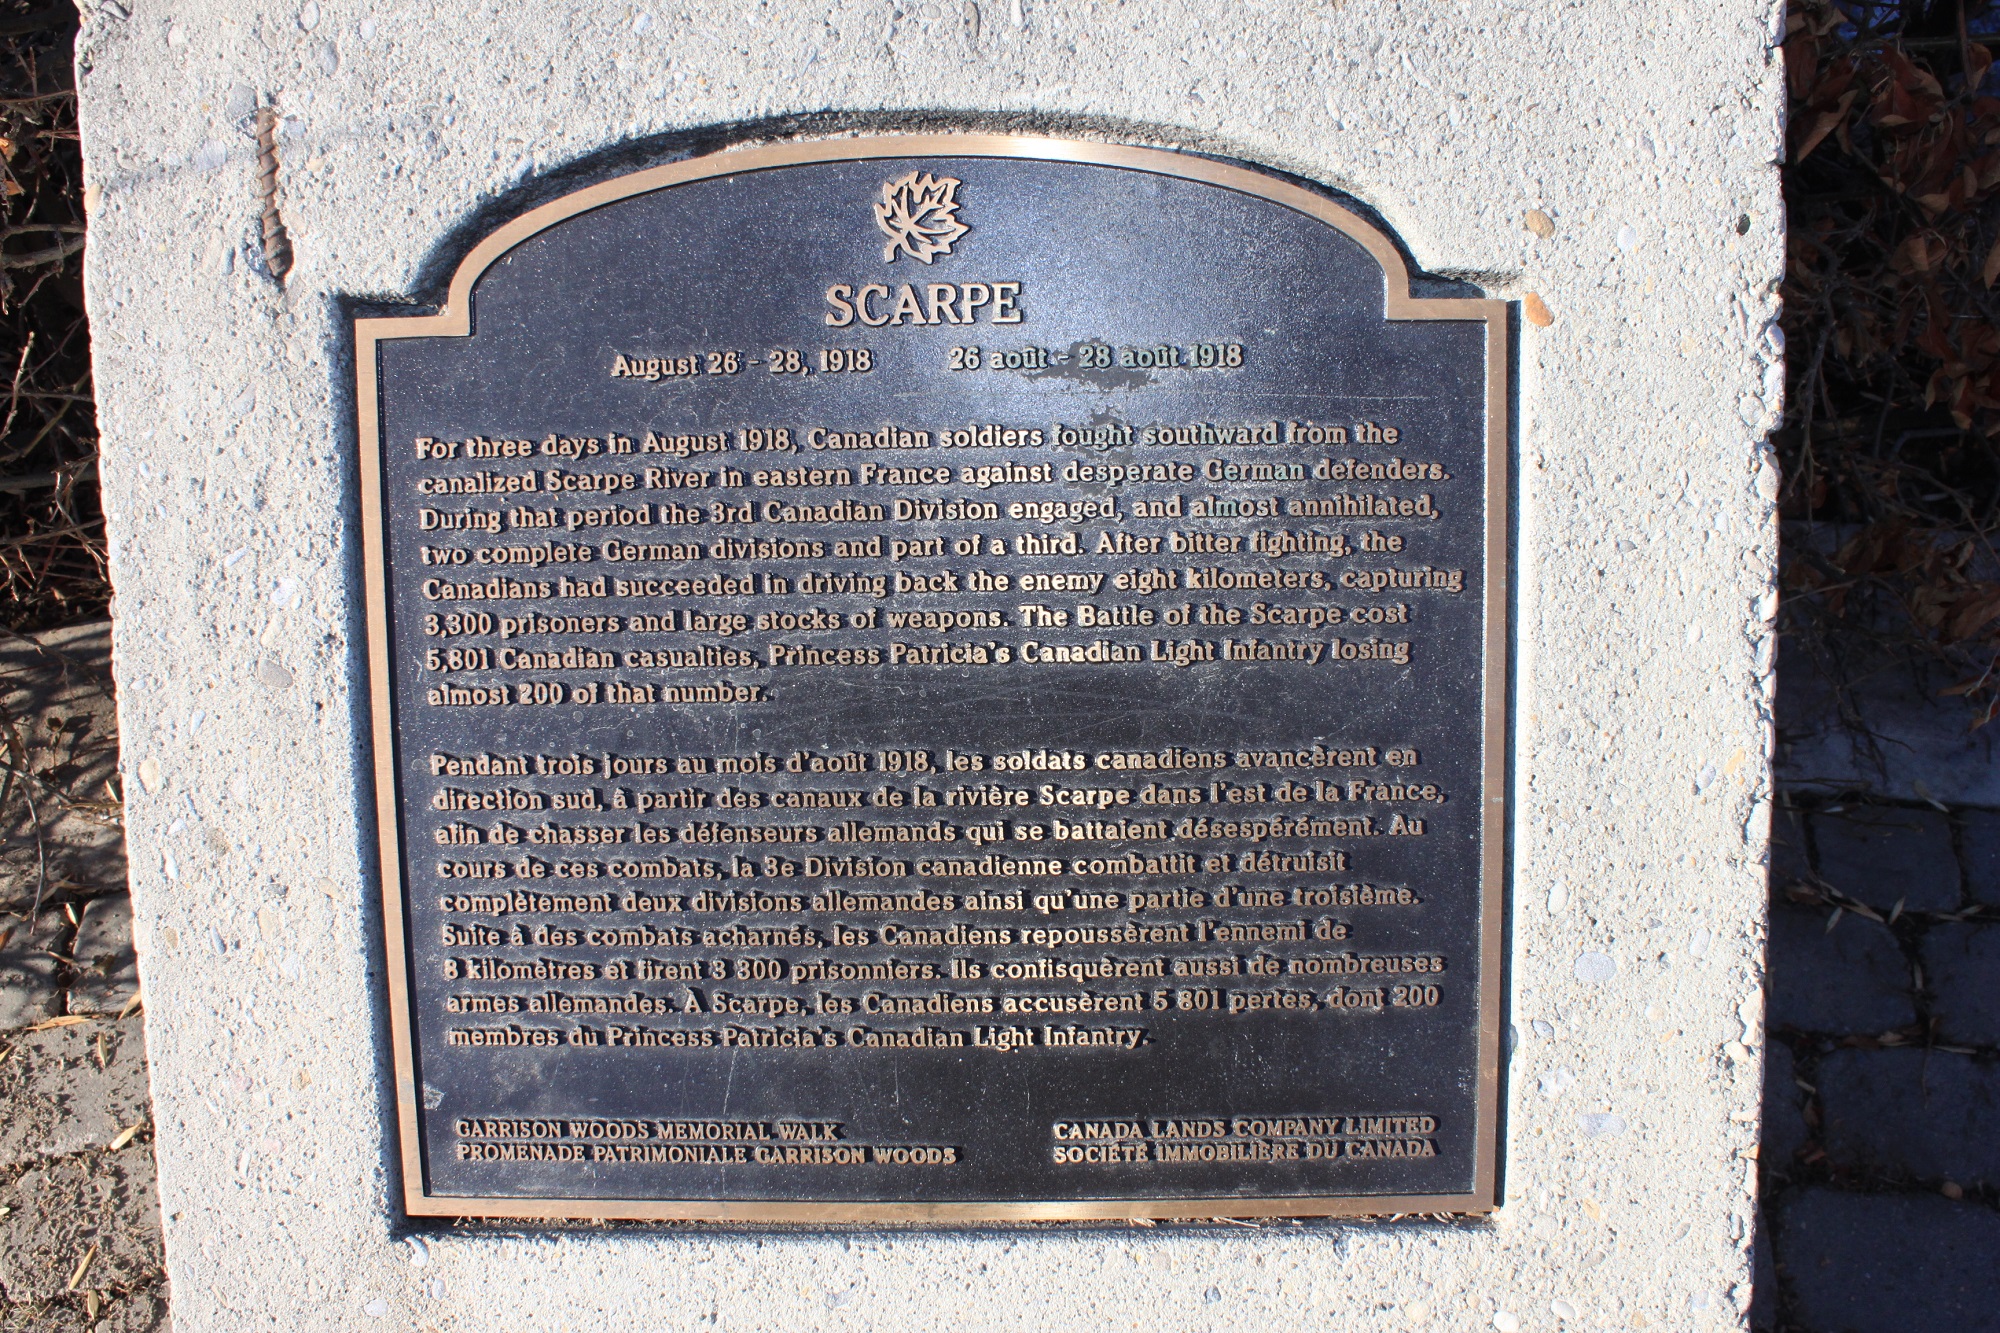 SCARPE
August 26 - 28, 1918 26 août - 28 août 1918
For three days in August 1918, Canadian soldiers fought southward from the
canalized Scarpe River in eastern France against desperate German defenders.
During that period the 3rd Canadian Division engaged, and almost annihilated,
two complete German divisions and part of a third. After bitter fighting, the
Canadians had succeeded in driving back the enemy eight kilometers, capturing
3,300 prisoners and large stocks of weapons. The Battle of the Scarpe cost
5,801 Canadian casualties, Princess Patricia's Canadian Light Infantry losing
almost 200 of that number.
Pendant trois jours au mois d'août 1918, les soldats canadiens avancèrent en
direction sud, à partir des canaux de la rivière Scarpe dans l'est de la France,
afin de chasser les défenseurs allemands qui se battaient désespérément. Au
cours de ces combats, la 3e Division canadienne combattit et détruisit
complètement deux divisions allemandes ainsi qu'une partie d'une troisième.
Suite à des combats acharnés, les Canadiens repoussèrent l'ennemi de
8 kilomètres et firent 3 300 prisonniers. Ils confisquèrent aussi de nombreuses
armes allemandes. À Scarpe, les Canadiens accusèrent 5 801 pertes, dont 200
membres du Princess Patricia's Canadian Light Infantry.
GARRISON WOODS MEMORIAL WALK CANADA LANDS COMPANY LIMITED
PROMENADE PATRIMONIALE GARRISON WOODS SOCIÉTÉ IMMOBILIÈRE DU CANADA